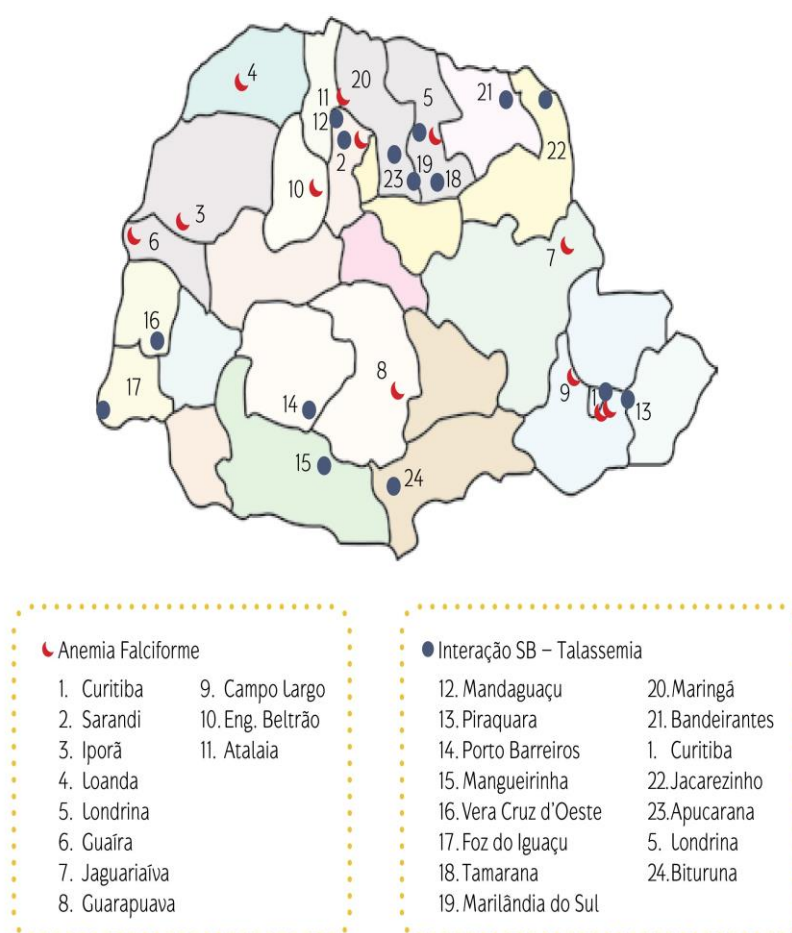 4
20
11
5
21
12
2
19
22
23
18
10
3
6
7
16
8
9
1
13
17
14
15
24
Anemia Falciforme
1. Curitiba
2. Sarandi
3. Iporã
4. Loanda
5. Londrina
6. Guaíra
7. Jaguariaíva
8. Guarapuava
9. Campo Largo
10. Eng. Beltrão
11. Atalaia
Interação SB – Talassemia
12. Mandaguaçu
13. Piraquara
14. Porto Barreiros
15. Mangueirinha
16. Vera Cruz d'Oeste
17. Foz do Iguaçu
18. Tamarana
19. Marilândia do Sul
20. Maringá
21. Bandeirantes
1. Curitiba
22. Jacarezinho
23. Apucarana
5. Londrina
24. Bituruna